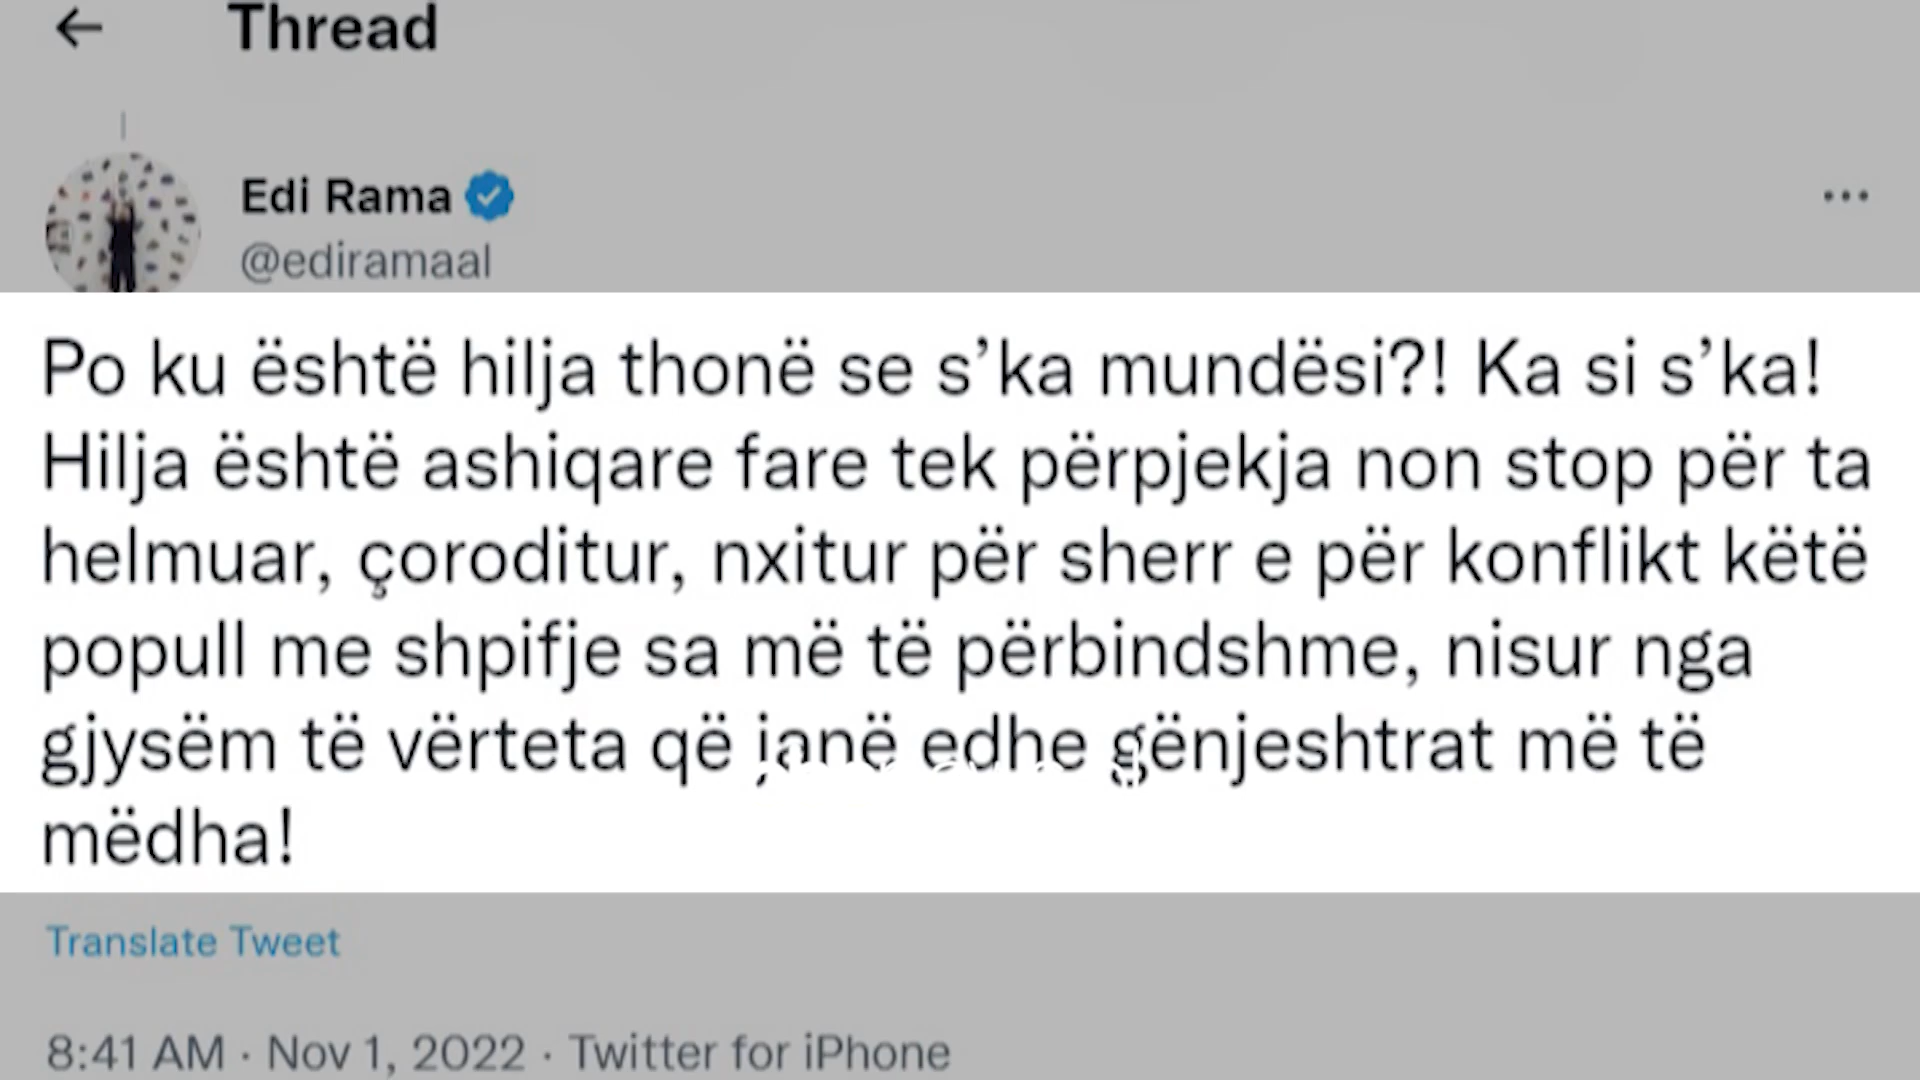 Thread
Edi Rama
@ediramaal
Po ku është hilja thonë se s’ka mundësi?! Ka si s’ka!
Hilja është ashiqare fare tek përpjekja non stop për ta
helmuar, çoroditur, nxitur për sherr e për konflikt këtë
popull me shpifje sa më të përbindshme, nisur nga
gjysëm të vërteta që janë edhe gënjeshtrat më të
mëdha!
Translate Tweet
8:41 AM · Nov 1, 2022 · Twitter for iPhone